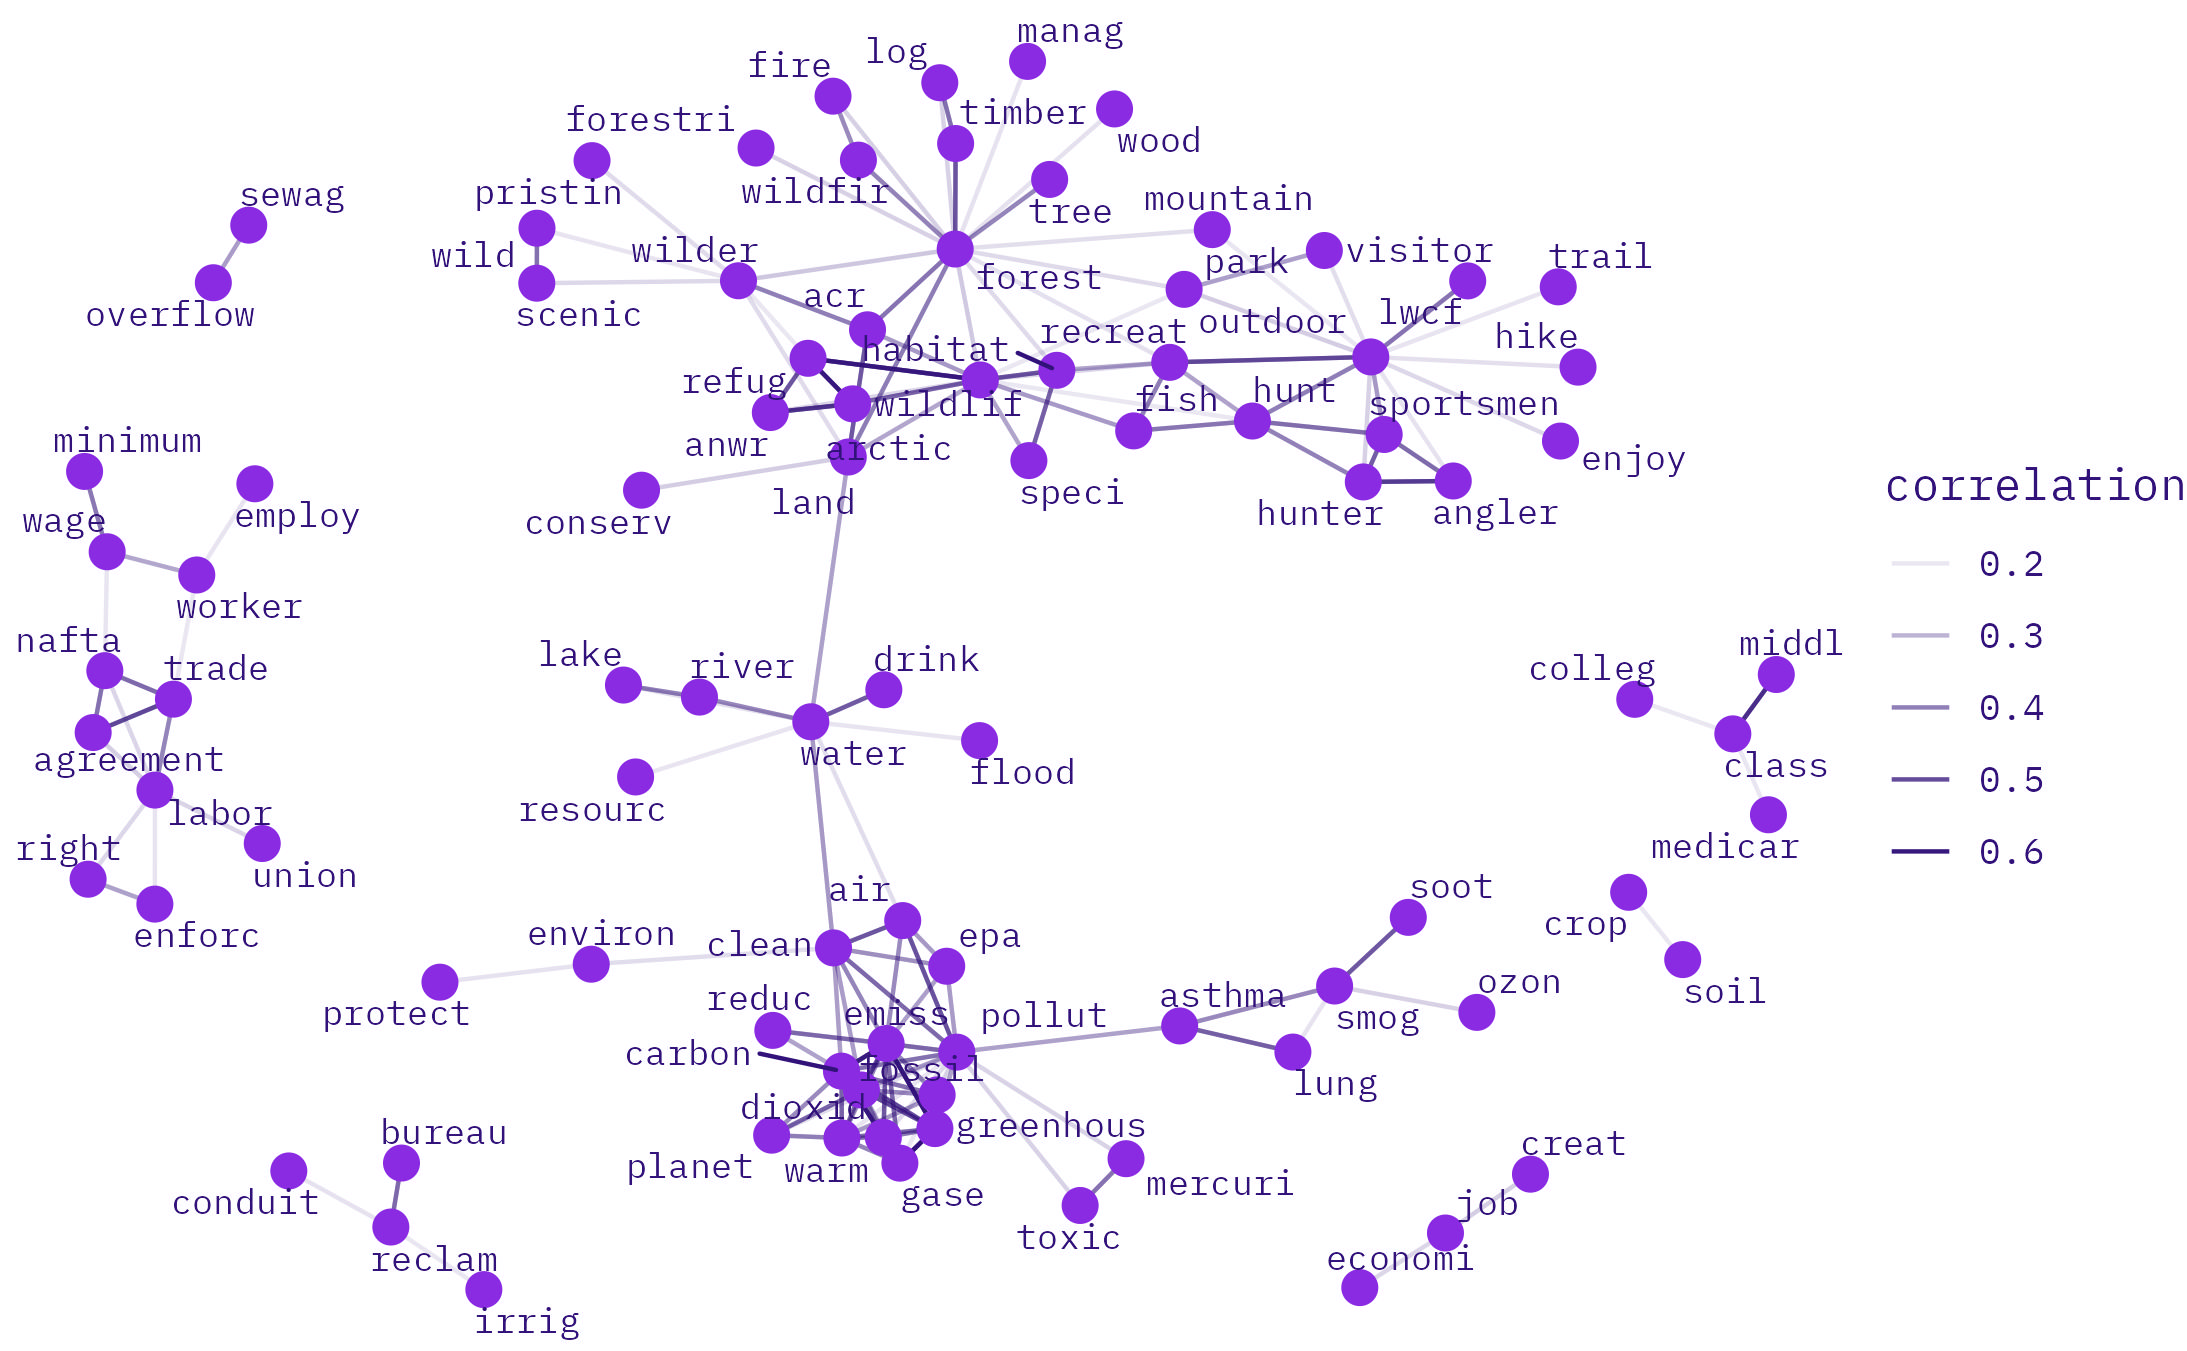 manag
log
fire
timber
forestri
wood
wildfir
sewag
pristin
tree
mountain
wild
wilder
park
visitor
trail
forest
acr
overflow
scenic
outdoor
lwcf
recreat
hike
habitat
refug
hunt
fish
wildlif
sportsmen
minimum
anwr
arctic
enjoy
correlation
speci
land
hunter
angler
wage
employ
conserv
0.2
worker
0.3
nafta
trade
lake
river
drink
middl
colleg
0.4
agreement
water
flood
class
0.5
labor
resourc
right
medicar
0.6
union
air
soot
crop
enforc
environ
clean
epa
reduc
asthma
ozon
soil
protect
emiss
pollut
smog
carbon
fossil
lung
dioxid
bureau
greenhous
creat
planet
warm
gase
mercuri
conduit
job
toxic
reclam
economi
irrig